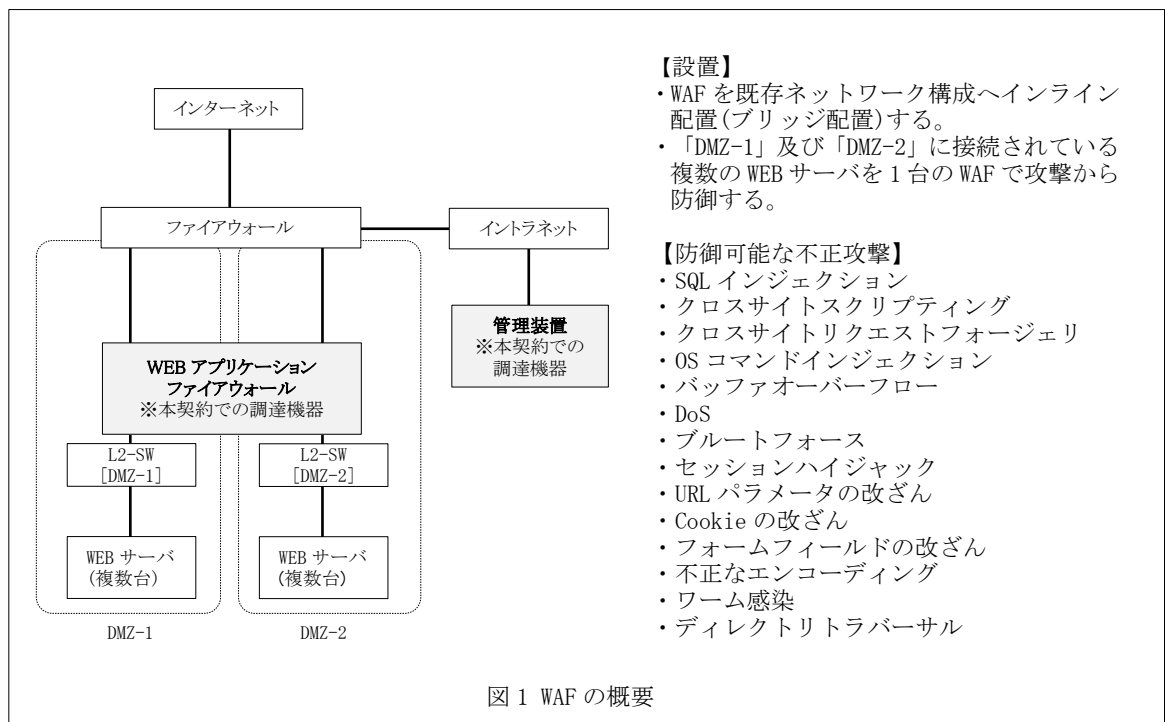 インターネット
ファイアウォール
イントラネット
管理装置
※本契約での
調達機器
WEB アプリケーション
ファイアウォール
※本契約での調達機器
L2-SW
[DMZ-1]
L2-SW
[DMZ-2]
WEB サーバ
(複数台)
WEB サーバ
(複数台)
DMZ-1
DMZ-2
【設置】
・WAF を既存ネットワーク構成へインライン
配置(ブリッジ配置)する。
・「DMZ-1」及び「DMZ-2」に接続されている
複数の WEB サーバを 1 台の WAF で攻撃から
防御する。
【防御可能な不正攻撃】
・SQL インジェクション
・クロスサイトスクリプティング
・クロスサイトリクエストフォージェリ
・OS コマンドインジェクション
・バッファオーバーフロー
・DoS
・ブルートフォース
・セッションハイジャック
・URL パラメータの改ざん
・Cookie の改ざん
・フォームフィールドの改ざん
・不正なエンコーディング
・ワーム感染
・ディレクトリトラバーサル
図 1 WAF の概要